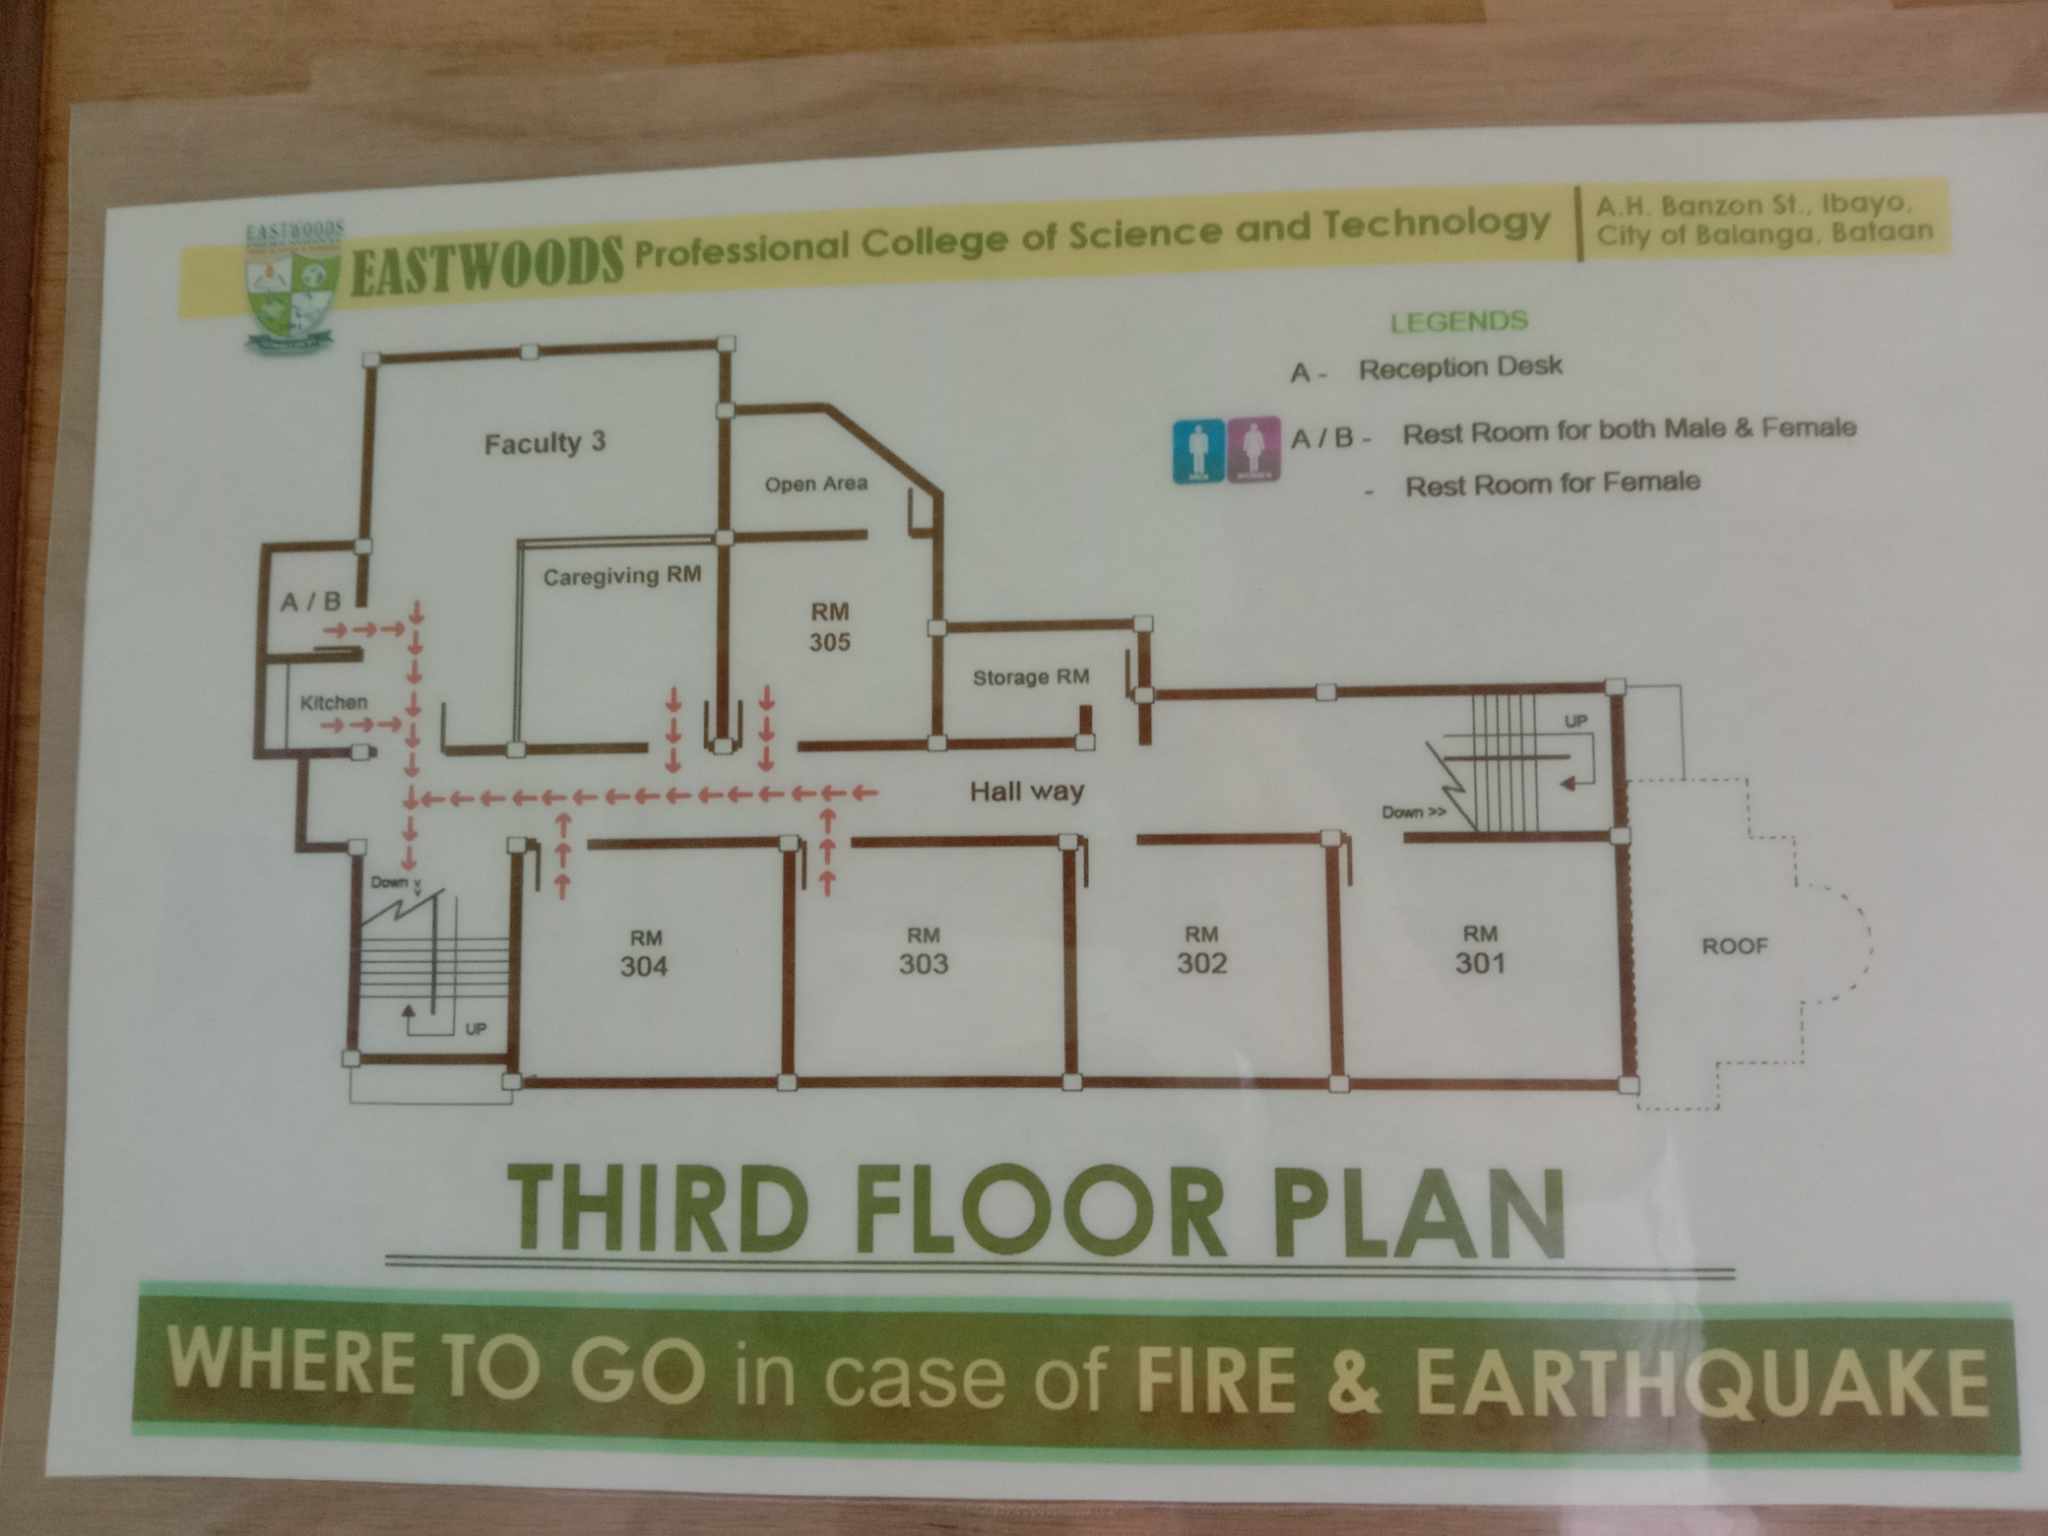 EASTWOODS
EASTWOODS Professional College of Science and Technology
A.H. Banzon St., Ibayo,
City of Balanga, Bataan
LEGENDS
A - Reception Desk
A / B - Rest Room for both Male & Female
- Rest Room for Female
Faculty 3
Open Area
Caregiving RM
A / B
RM
305
Kitchen
Storage RM
UP
Hall way
Down >>
Down >>
RM
304
RM
303
RM
302
RM
301
ROOF
UP
THIRD FLOOR PLAN
WHERE TO GO in case of FIRE & EARTHQUAKE